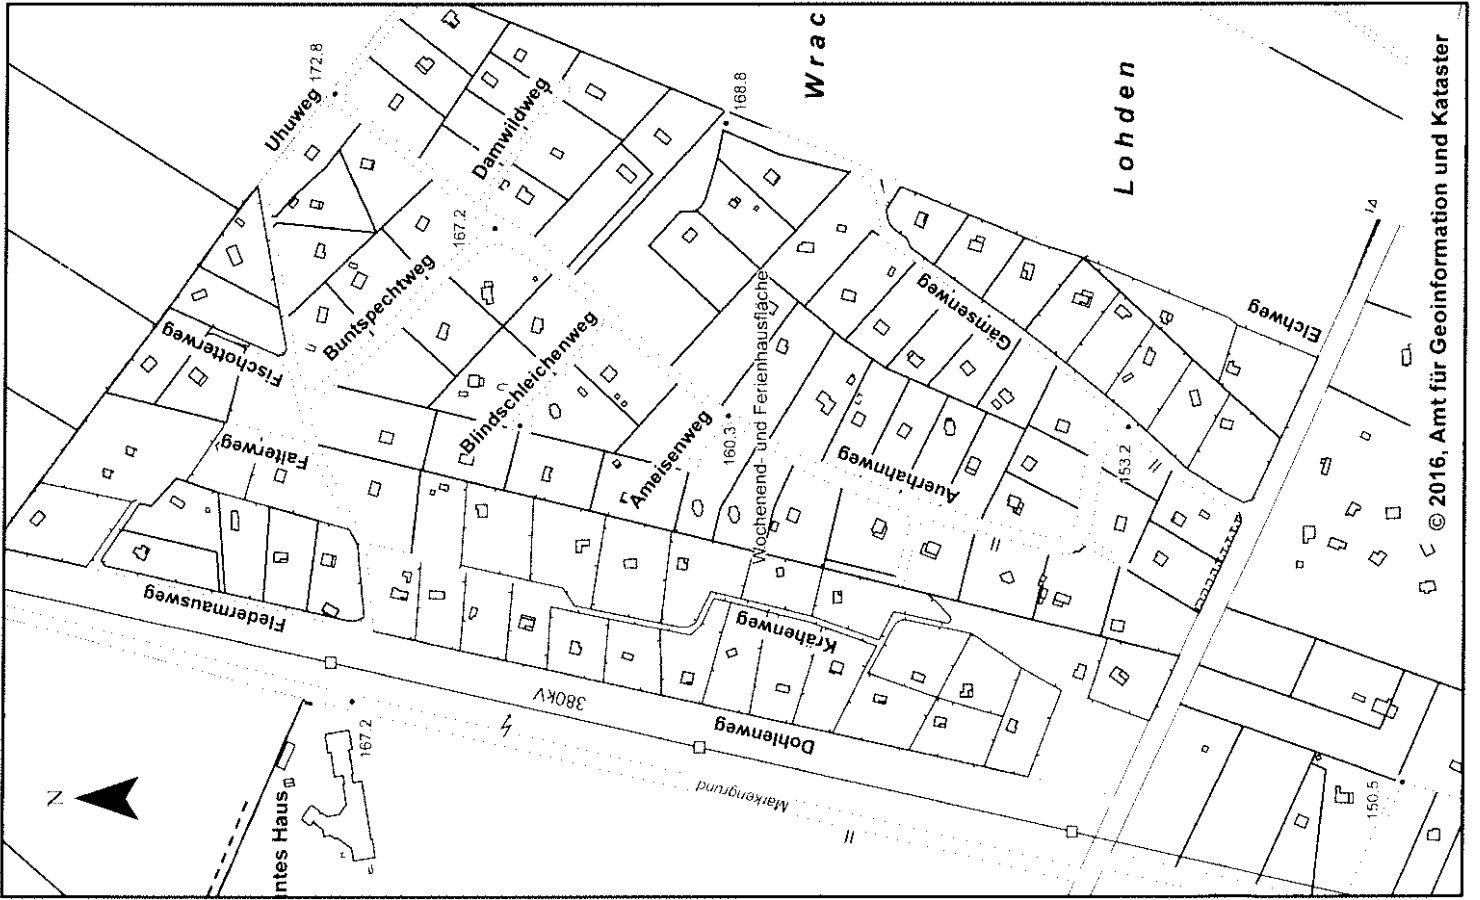 Uhuweg
172.8
Damwildweg
168.8
Wrac
Lohden
Fischotterweg
Buntspechtweg
167.2
Blindschleichenweg
Falterweg
Ameisenweg
160.3
Wochenend- und Ferienhausfläche
Gämsenweg
Auerhahnweg
153.2
Elchweg
14
Fledermausweg
Krähenweg
Dohlenweg
380kV
Markengrund
167.2
ntes Haus
N
150.5
© 2016, Amt für Geoinformation und Kataster